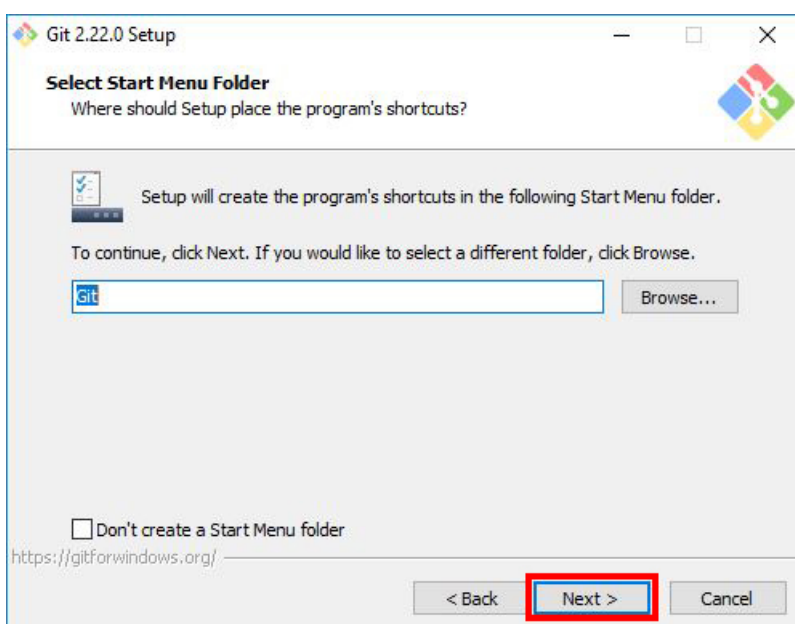 Git 2.22.0 Setup
Select Start Menu Folder
Where should Setup place the program's shortcuts?
Setup will create the program's shortcuts in the following Start Menu folder.
To continue, click Next. If you would like to select a different folder, click Browse.
Git
Browse...
Don't create a Start Menu folder
https://gitforwindows.org/
< Back
Next >
Cancel